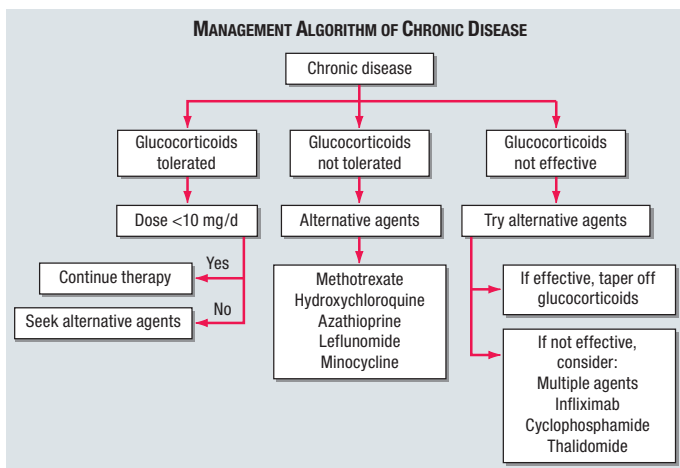 MANAGEMENT ALGORITHM OF CHRONIC DISEASE
Chronic disease
Glucocorticoids
tolerated
Glucocorticoids
not tolerated
Glucocorticoids
not effective
Dose <10 mg/d
Alternative agents
Try alternative agents
Yes
Continue therapy
No
Seek alternative agents
Methotrexate
Hydroxychloroquine
Azathioprine
Leflunomide
Minocycline
If effective, taper off
glucocorticoids
If not effective,
consider:
Multiple agents
Infliximab
Cyclophosphamide
Thalidomide